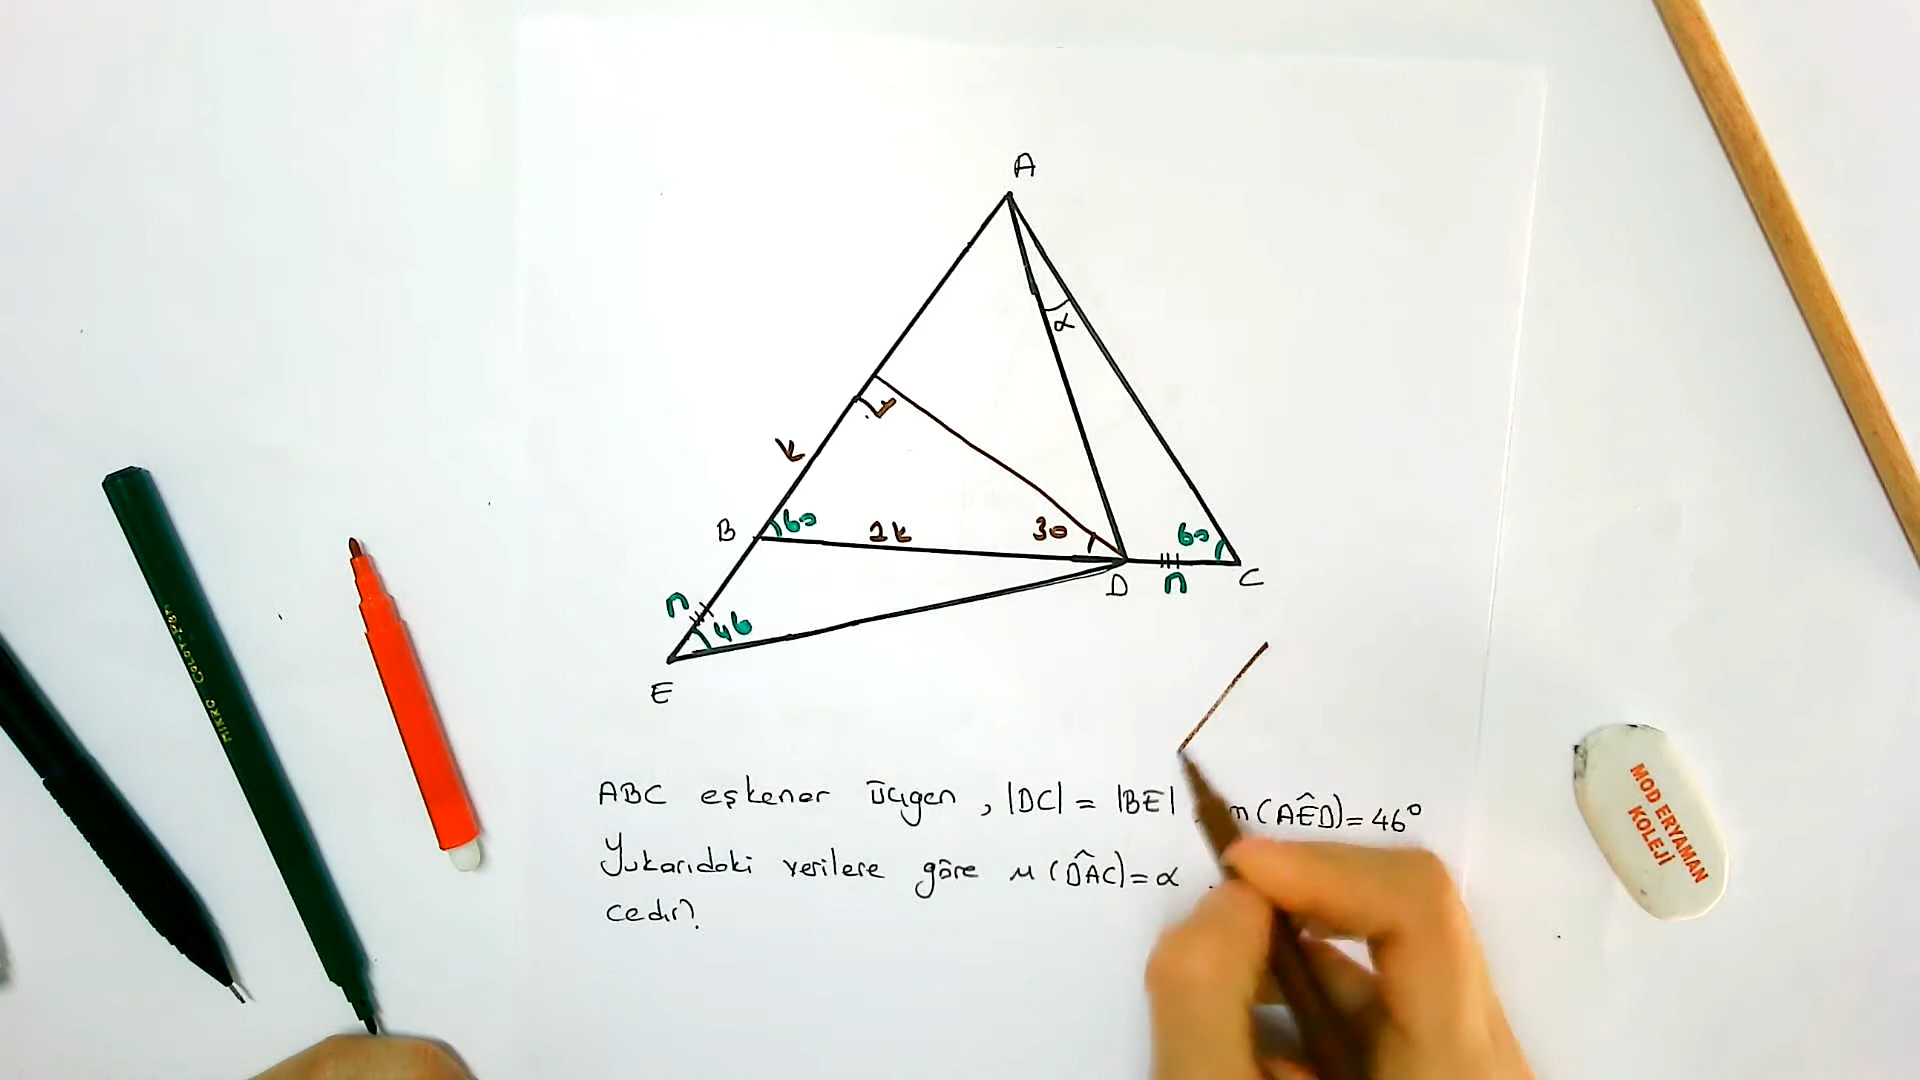 A
α
k
B
60
2k
30
60
D
n
C
n
46
E
ABC eşkenar üçgen, |DC| = |BE| m(AÊD)=46°
Yukarıdaki verilere göre m(DÂC)=α
cedir?
MOD ERYAMAN
KOLEJİ